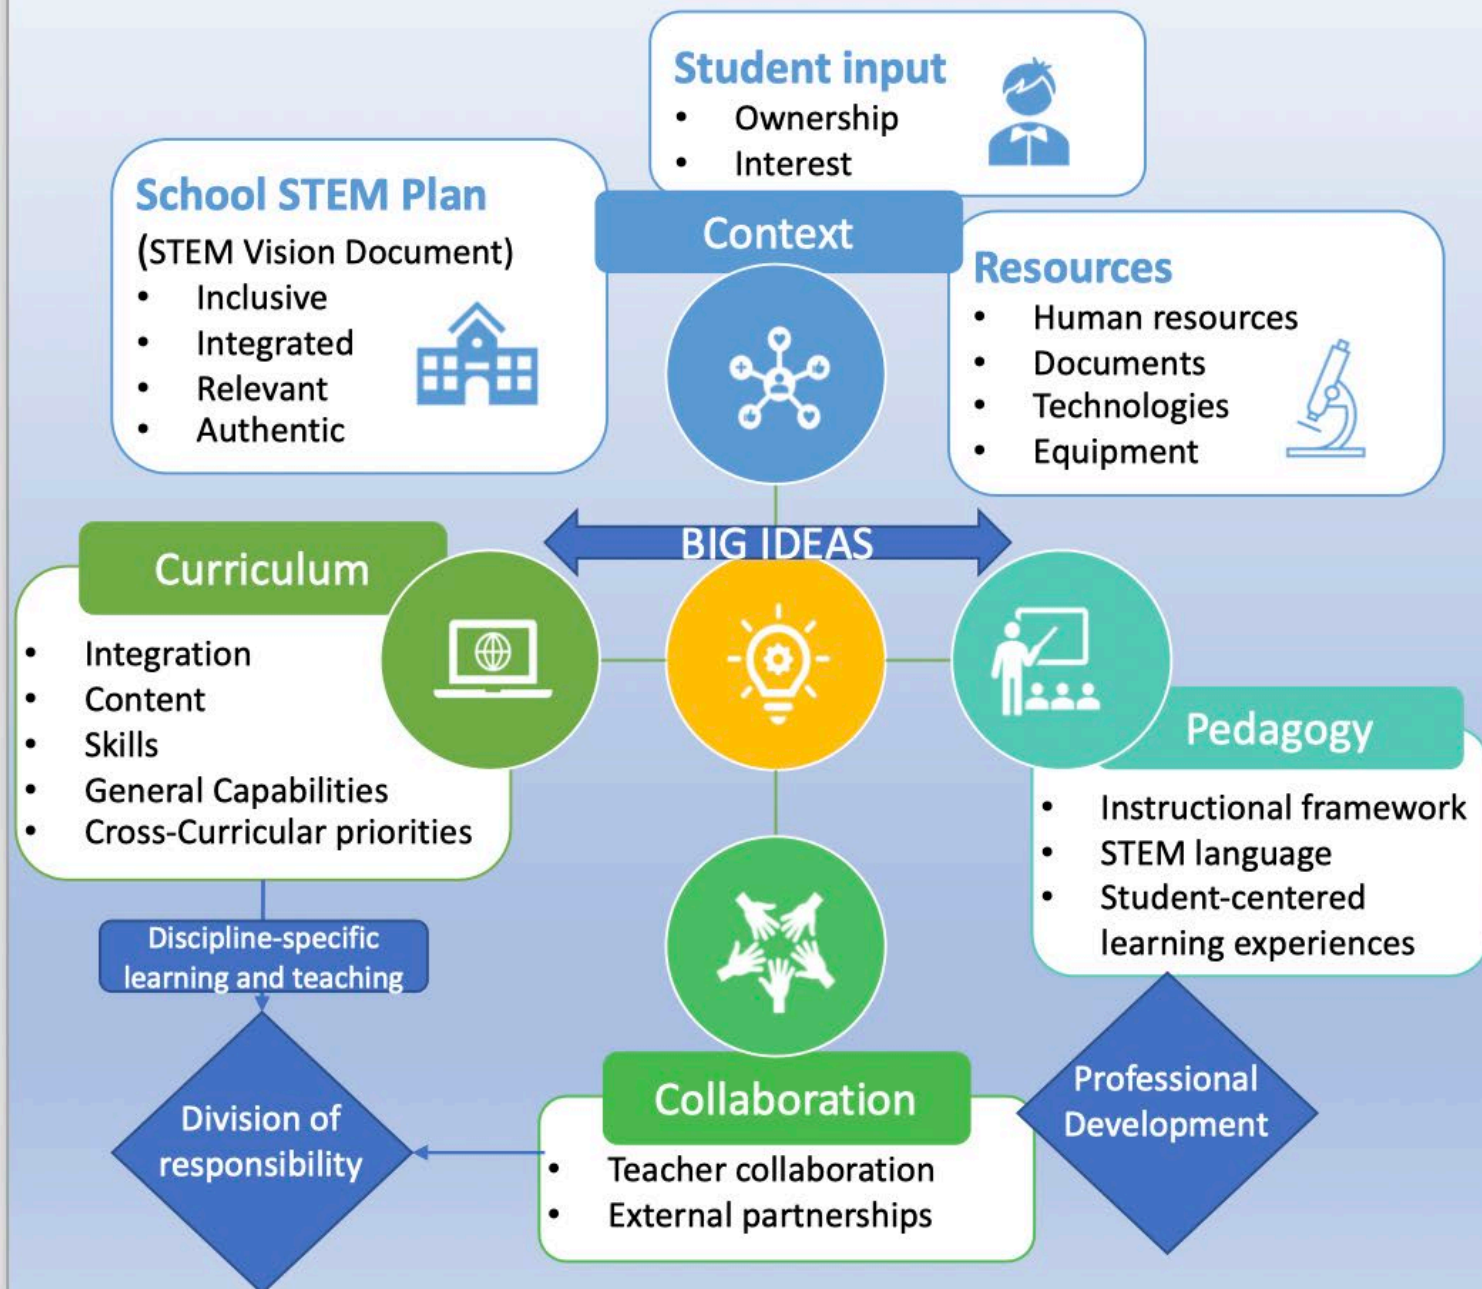 Student input
• Ownership
• Interest
School STEM Plan
(STEM Vision Document)
• Inclusive
• Integrated
• Relevant
• Authentic
Context
Resources
• Human resources
• Documents
• Technologies
• Equipment
BIG IDEAS
Curriculum
• Integration
• Content
• Skills
• General Capabilities
• Cross-Curricular priorities
Pedagogy
• Instructional framework
• STEM language
• Student-centered
learning experiences
Discipline-specific
learning and teaching
Division of
responsibility
Collaboration
• Teacher collaboration
• External partnerships
Professional
Development